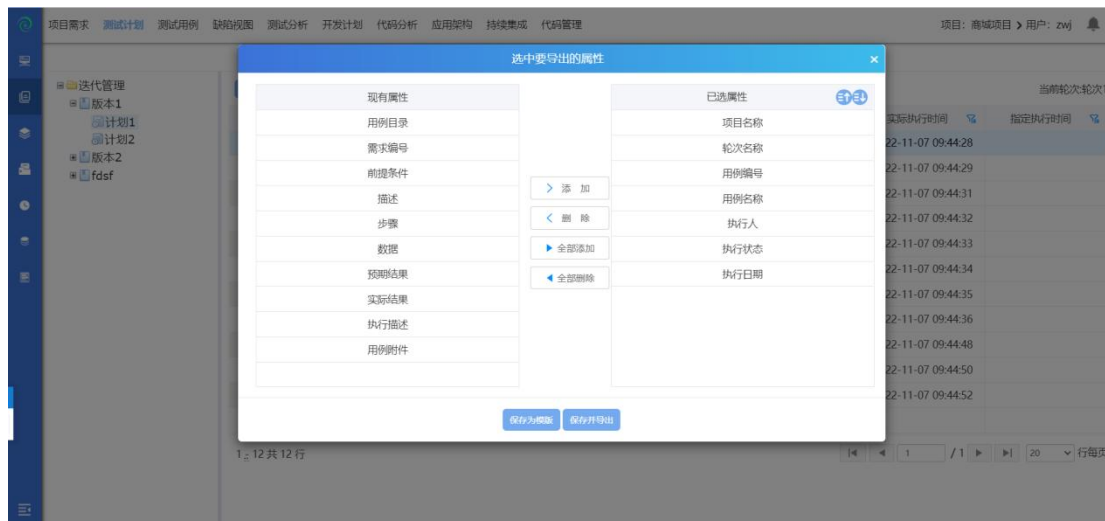 项目需求 测试计划 测试用例 缺陷视图 测试分析 开发计划 代码分析 应用架构 持续集成 代码管理 项目：商城项目 用户：zwj
选中要导出的属性 ×
迭代管理
版本1
计划1
计划2
版本2
fdsf
现有属性
用例目录
需求编号
前提条件
描述
步骤
数据
预期结果
实际结果
执行描述
用例附件
添 加
删 除
全部添加
全部删除
已选属性
项目名称
轮次名称
用例编号
用例名称
执行人
执行状态
执行日期
保存为模版 保存并导出
当前轮次:轮次
实际执行时间 指定执行时间
22-11-07 09:44:28
22-11-07 09:44:29
22-11-07 09:44:31
22-11-07 09:44:32
22-11-07 09:44:33
22-11-07 09:44:34
22-11-07 09:44:35
22-11-07 09:44:36
22-11-07 09:44:48
22-11-07 09:44:50
22-11-07 09:44:52
1 - 12 共 12 行 1 / 1 20 行每页